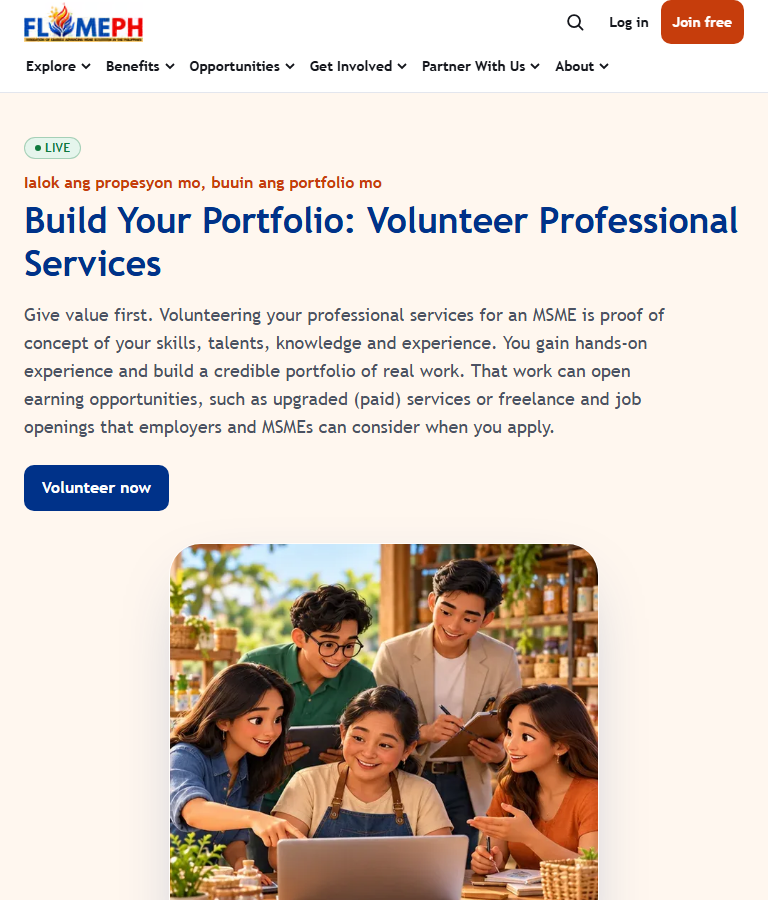 FLAMEPH
Log in
Join free
Explore
Benefits
Opportunities
Get Involved
Partner With Us
About
LIVE
Ialok ang propesyon mo, buuin ang portfolio mo
Build Your Portfolio: Volunteer Professional
Services
Give value first. Volunteering your professional services for an MSME is proof of
concept of your skills, talents, knowledge and experience. You gain hands-on
experience and build a credible portfolio of real work. That work can open
earning opportunities, such as upgraded (paid) services or freelance and job
openings that employers and MSMEs can consider when you apply.
Volunteer now